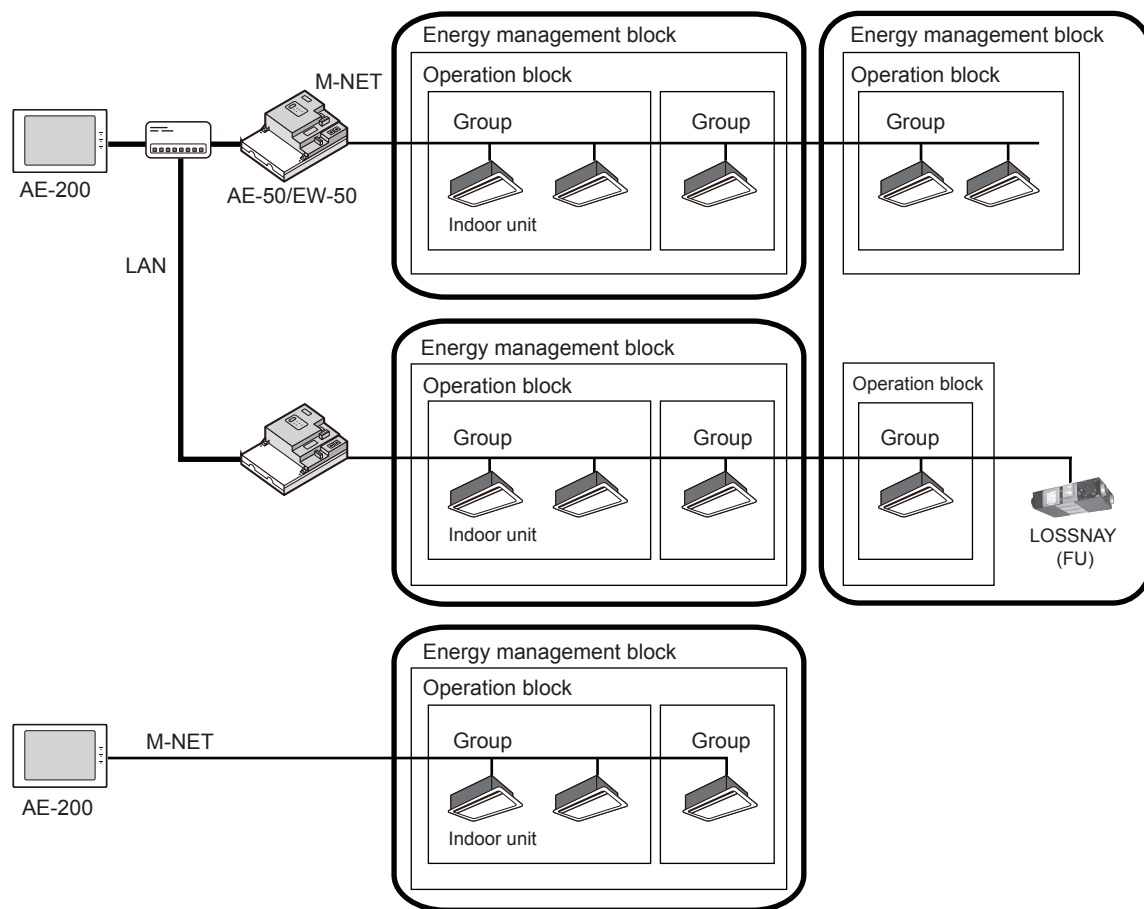 Energy management block
Energy management block
Operation block
Operation block
M-NET
Group
Group
Group
AE-200
AE-50/EW-50
Indoor unit
LAN
Energy management block
Operation block
Operation block
Group
Group
Group
Indoor unit
LOSSNAY
(FU)
Energy management block
Operation block
M-NET
Group
Group
AE-200
Indoor unit